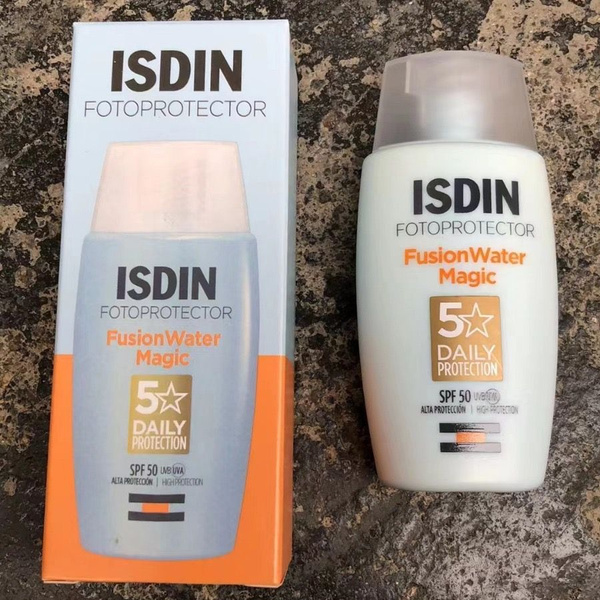 ISDIN
FOTOPROTECTOR
ISDIN
FOTOPROTECTOR
FusionWater
Magic
5☆
DAILY
PROTECTION
SPF 50 UVA
ALTA PROTECCIÓN | HIGH PROTECTION
ISDIN
FOTOPROTECTOR
FusionWater
Magic
5☆
DAILY
PROTECTION
SPF 50
ALTA PROTECCIÓN | HIGH PROTECTION